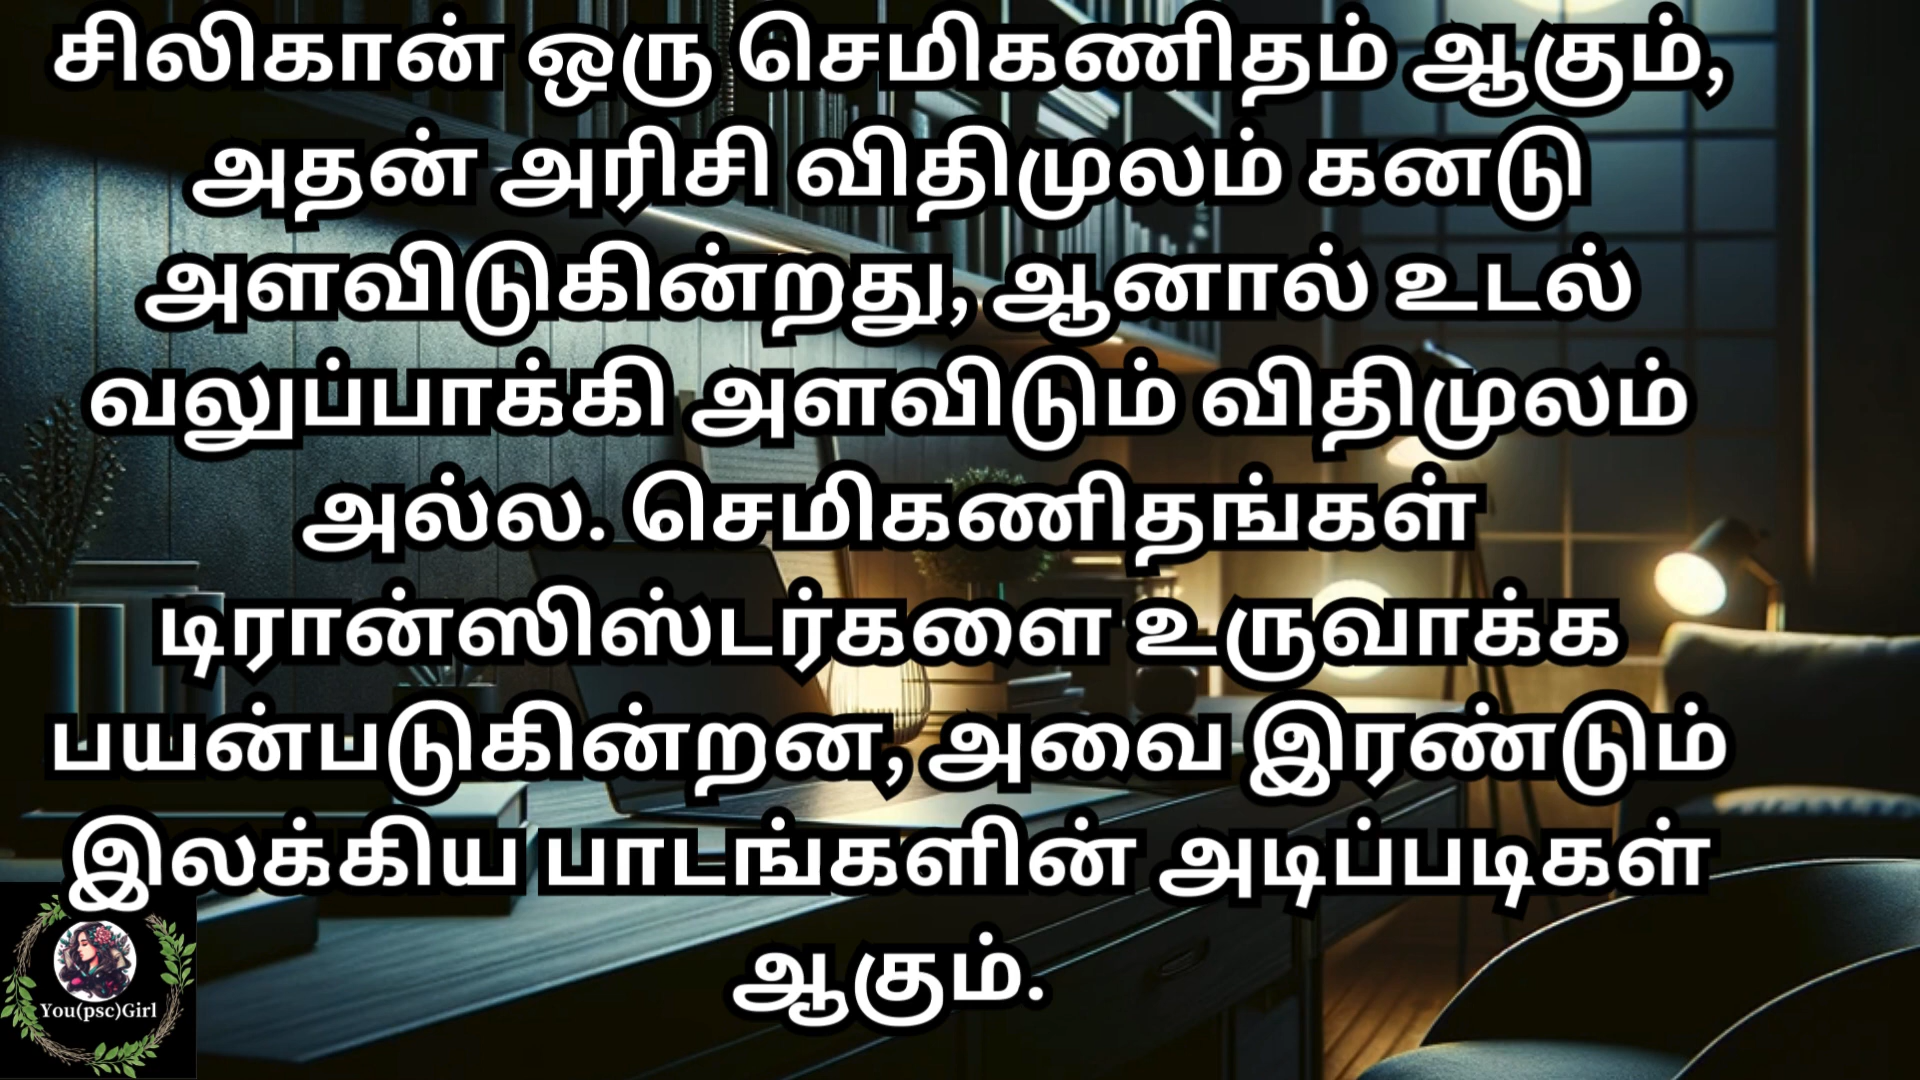 சிலிகான் ஒரு செமிகணிதம் ஆகும்,
அதன் அரிசி விதிமுலம் கனடு
அளவிடுகின்றது, ஆனால் உடல்
வலுப்பாக்கி அளவிடும் விதிமுலம்
அல்ல. செமிகணிதங்கள்
டிரான்ஸிஸ்டர்களை உருவாக்க
பயன்படுகின்றன, அவை இரண்டும்
இலக்கிய பாடங்களின் அடிப்படிகள்
ஆகும்.
You(psc)Girl